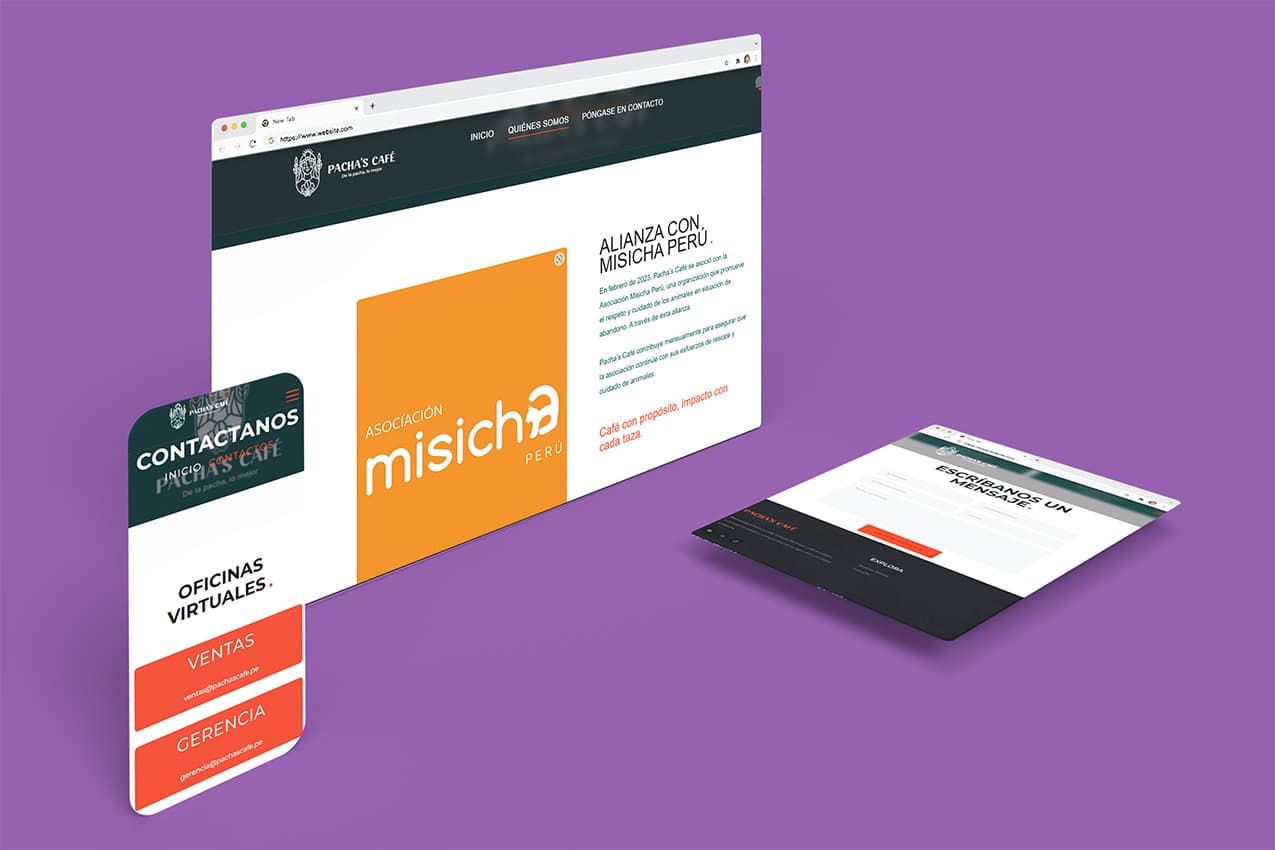 New Tab
https://www.website.com
PACHA'S CAFÉ
De la pacha, lo mejor
INICIO
QUIÉNES SOMOS
PÓNGASE EN CONTACTO
ASOCIACIÓN
misicha
PERÚ
ALIANZA CON
MISICHA PERÚ.
En febrero de 2023, Pacha's Café se asoció con la
Asociación Misicha Perú, una organización que promueve
el respeto y cuidado de los animales en situación de
abandono. A través de esta alianza.
Pacha's Café contribuye mensualmente para asegurar que
la asociación continúe con sus esfuerzos de rescate y
cuidado de animales.
Café con propósito, impacto con
cada taza.
PACHA'S CAFÉ
CONTACTANOS
INICIO CONTACTOS
PACHA'S CAFÉ
De la pacha, lo mejor
OFICINAS
VIRTUALES.
VENTAS
ventas@pachascafe.pe
GERENCIA
gerencia@pachascafe.pe
ESCRÍBANOS UN
MENSAJE.
PACHA'S CAFÉ
EXPLORA